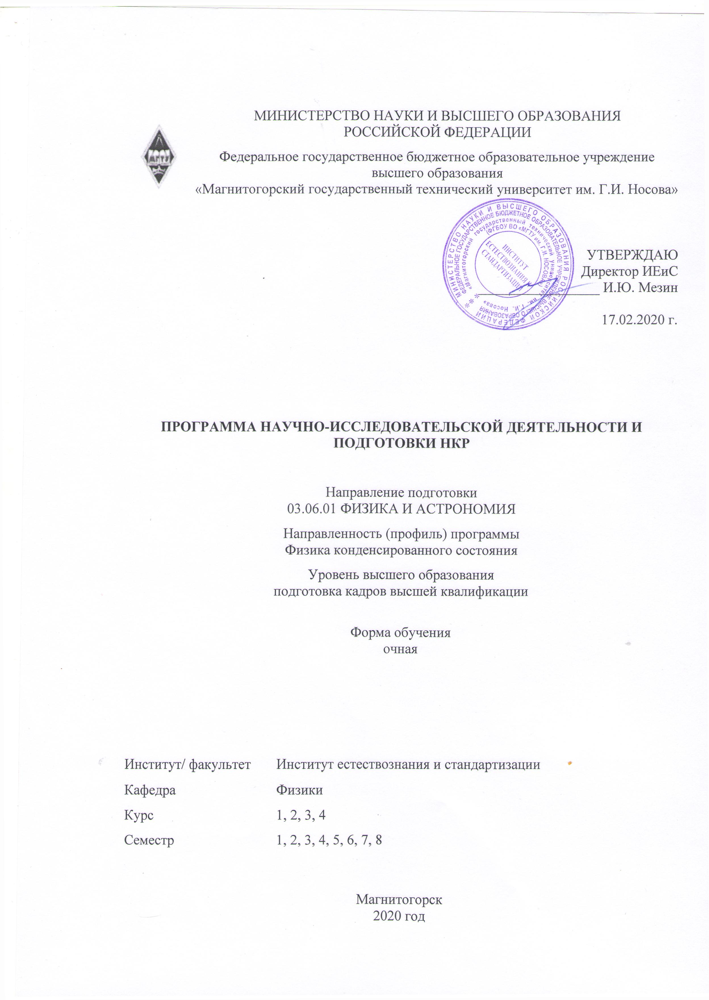 МИНИСТЕРСТВО НАУКИ И ВЫСШЕГО ОБРАЗОВАНИЯ
РОССИЙСКОЙ ФЕДЕРАЦИИ
Федеральное государственное бюджетное образовательное учреждение
высшего образования
«Магнитогорский государственный технический университет им. Г.И. Носова»
МИНИСТЕРСТВО НАУКИ И ВЫСШЕГО ОБРАЗОВАНИЯ РОССИЙСКОЙ ФЕДЕРАЦИИ
ФЕДЕРАЛЬНОЕ ГОСУДАРСТВЕННОЕ БЮДЖЕТНОЕ ОБРАЗОВАТЕЛЬНОЕ УЧРЕЖДЕНИЕ ВЫСШЕГО ОБРАЗОВАНИЯ
«Магнитогорский государственный технический университет им. Г.И. Носова»
(ФГБОУ ВО «МГТУ им. Г.И. НОСОВА»)
ИНСТИТУТ
ЕСТЕСТВОЗНАНИЯ И
СТАНДАРТИЗАЦИИ
УТВЕРЖДАЮ
Директор ИЕиС
И.Ю. Мезин
17.02.2020 г.
ПРОГРАММА НАУЧНО-ИССЛЕДОВАТЕЛЬСКОЙ ДЕЯТЕЛЬНОСТИ И
ПОДГОТОВКИ НКР
Направление подготовки
03.06.01 ФИЗИКА И АСТРОНОМИЯ
Направленность (профиль) программы
Физика конденсированного состояния
Уровень высшего образования
подготовка кадров высшей квалификации
Форма обучения
очная
Институт/ факультет Институт естествознания и стандартизации
Кафедра Физики
Курс 1, 2, 3, 4
Семестр 1, 2, 3, 4, 5, 6, 7, 8
Магнитогорск
2020 год